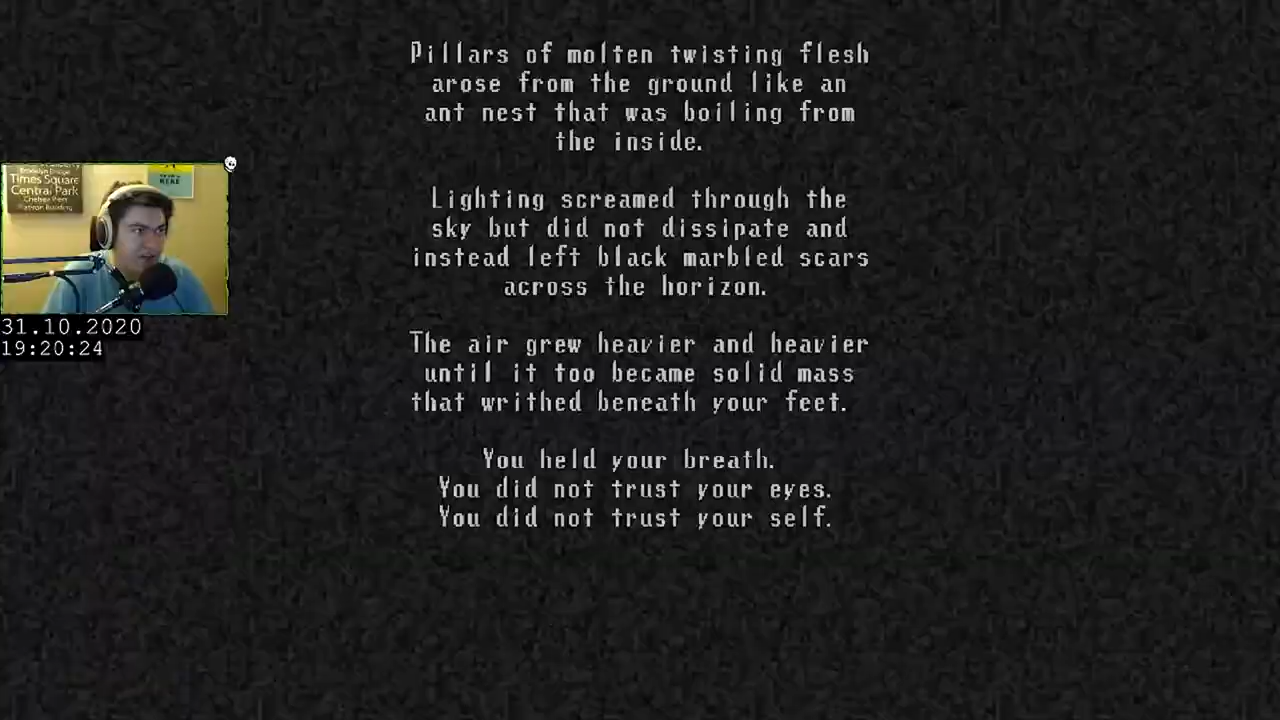 Pillars of molten twisting flesh
arose from the ground like an
ant nest that was boiling from
the inside.
Lighting screamed through the
sky but did not dissipate and
instead left black marbled scars
across the horizon.
The air grew heavier and heavier
until it too became solid mass
that writhed beneath your feet.
You held your breath.
You did not trust your eyes.
You did not trust your self.
Times Square
Central Park
31.10.2020
19:20:24